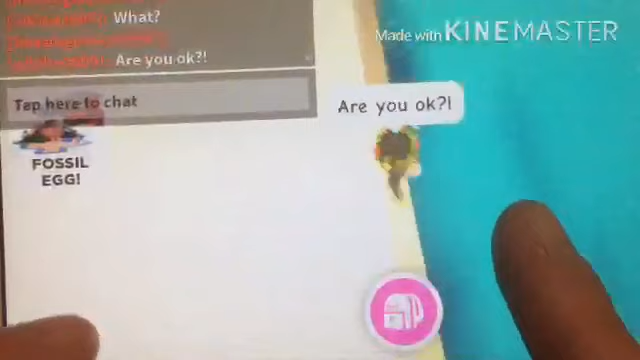 What?
Made with KINEMASTER
Are you ok?!
Tap here to chat
Are you ok?!
FOSSIL
EGG!